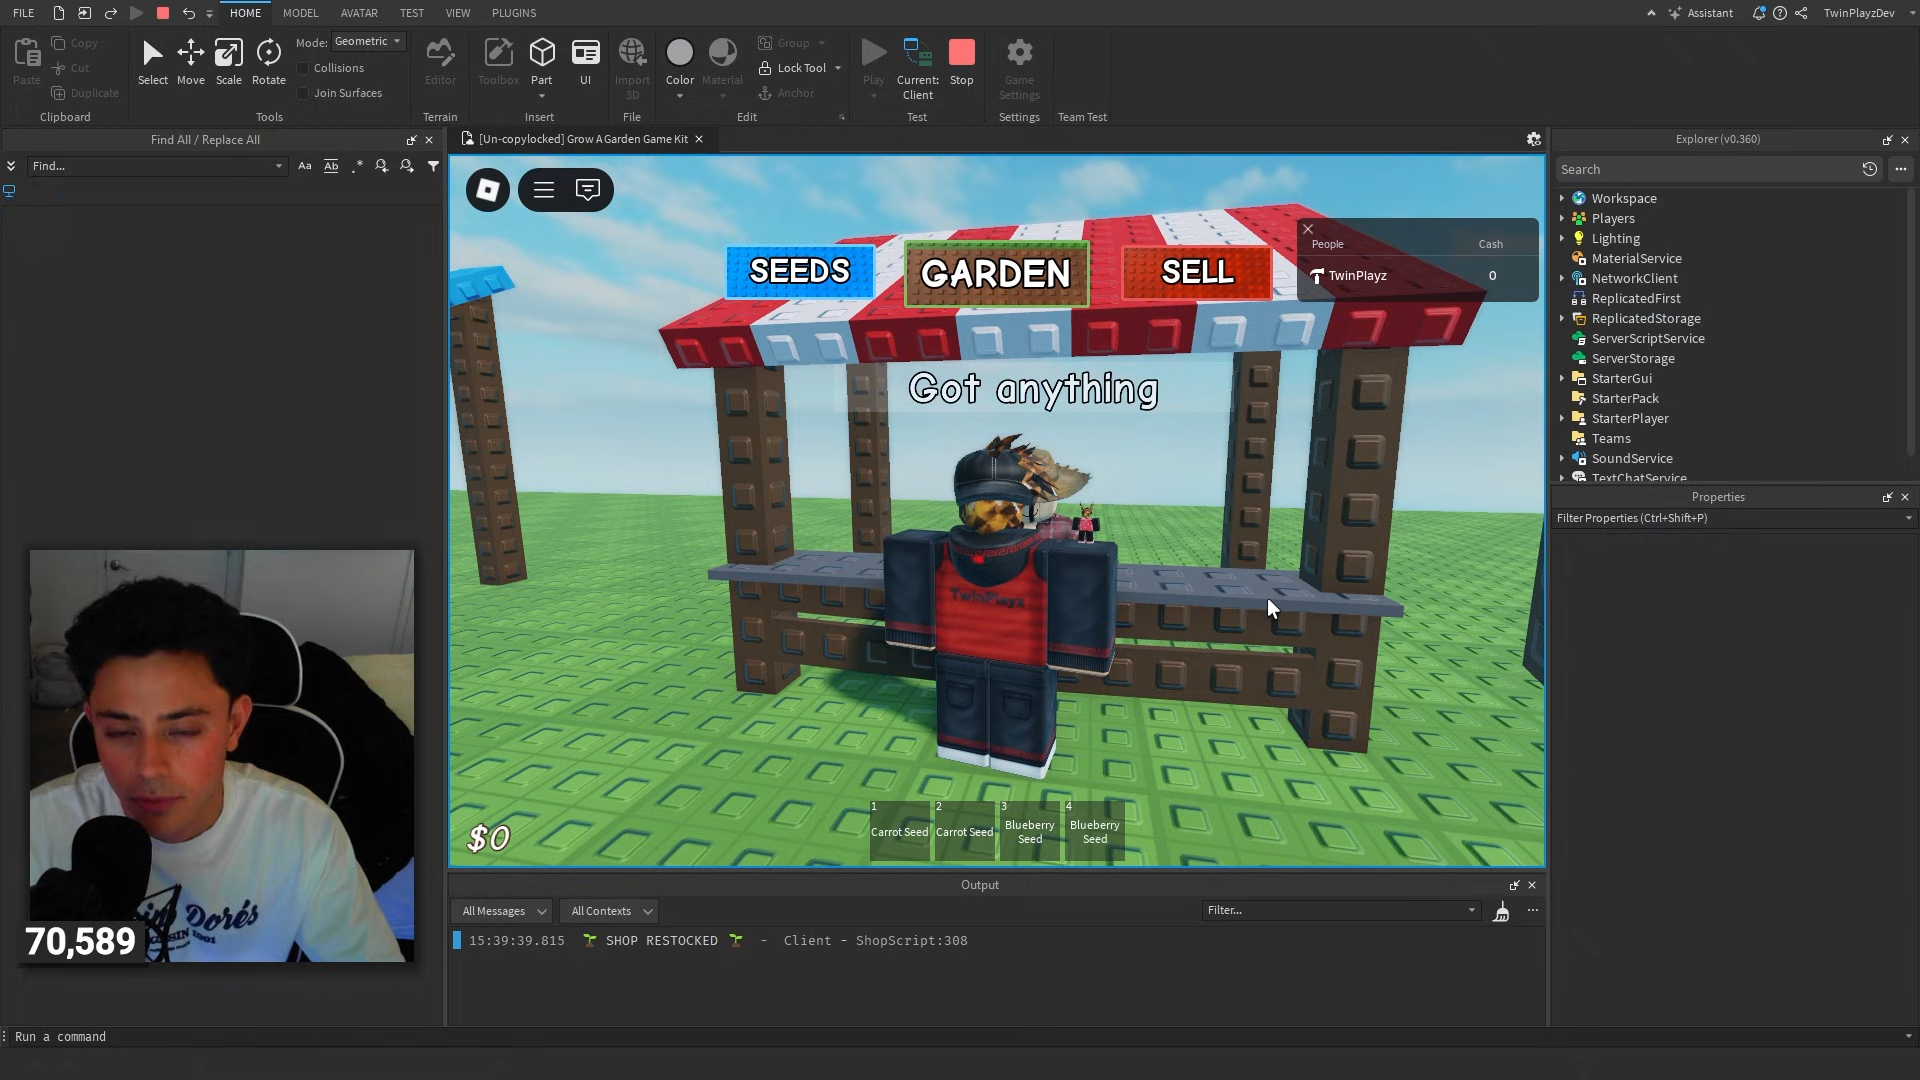 FILE
HOME
MODEL
AVATAR
TEST
VIEW
PLUGINS
Assistant
TwinPlayzDev
Paste
Copy
Cut
Duplicate
Clipboard
Select
Move
Scale
Rotate
Mode:
Geometric
Collisions
Join Surfaces
Tools
Editor
Terrain
Toolbox
Part
UI
Insert
Import
3D
File
Color
Material
Group
Lock Tool
Anchor
Edit
Play
Current:
Client
Stop
Test
Game
Settings
Settings
Team Test
Find All / Replace All
Find...
Aa
Ab
.*
[Un-copylocked] Grow A Garden Game Kit
SEEDS
GARDEN
SELL
People
Cash
TwinPlayz
0
Got anything
TwinPlayz
$0
1
Carrot Seed
2
Carrot Seed
3
Blueberry
Seed
4
Blueberry
Seed
Explorer (v0.360)
Search
Workspace
Players
Lighting
MaterialService
NetworkClient
ReplicatedFirst
ReplicatedStorage
ServerScriptService
ServerStorage
StarterGui
StarterPack
StarterPlayer
Teams
SoundService
TextChatService
Properties
Filter Properties (Ctrl+Shift+P)
Output
All Messages
All Contexts
Filter...
15:39:39.815 🌱 SHOP RESTOCKED 🌱 - Client - ShopScript:308
Dorés
70,589
Run a command